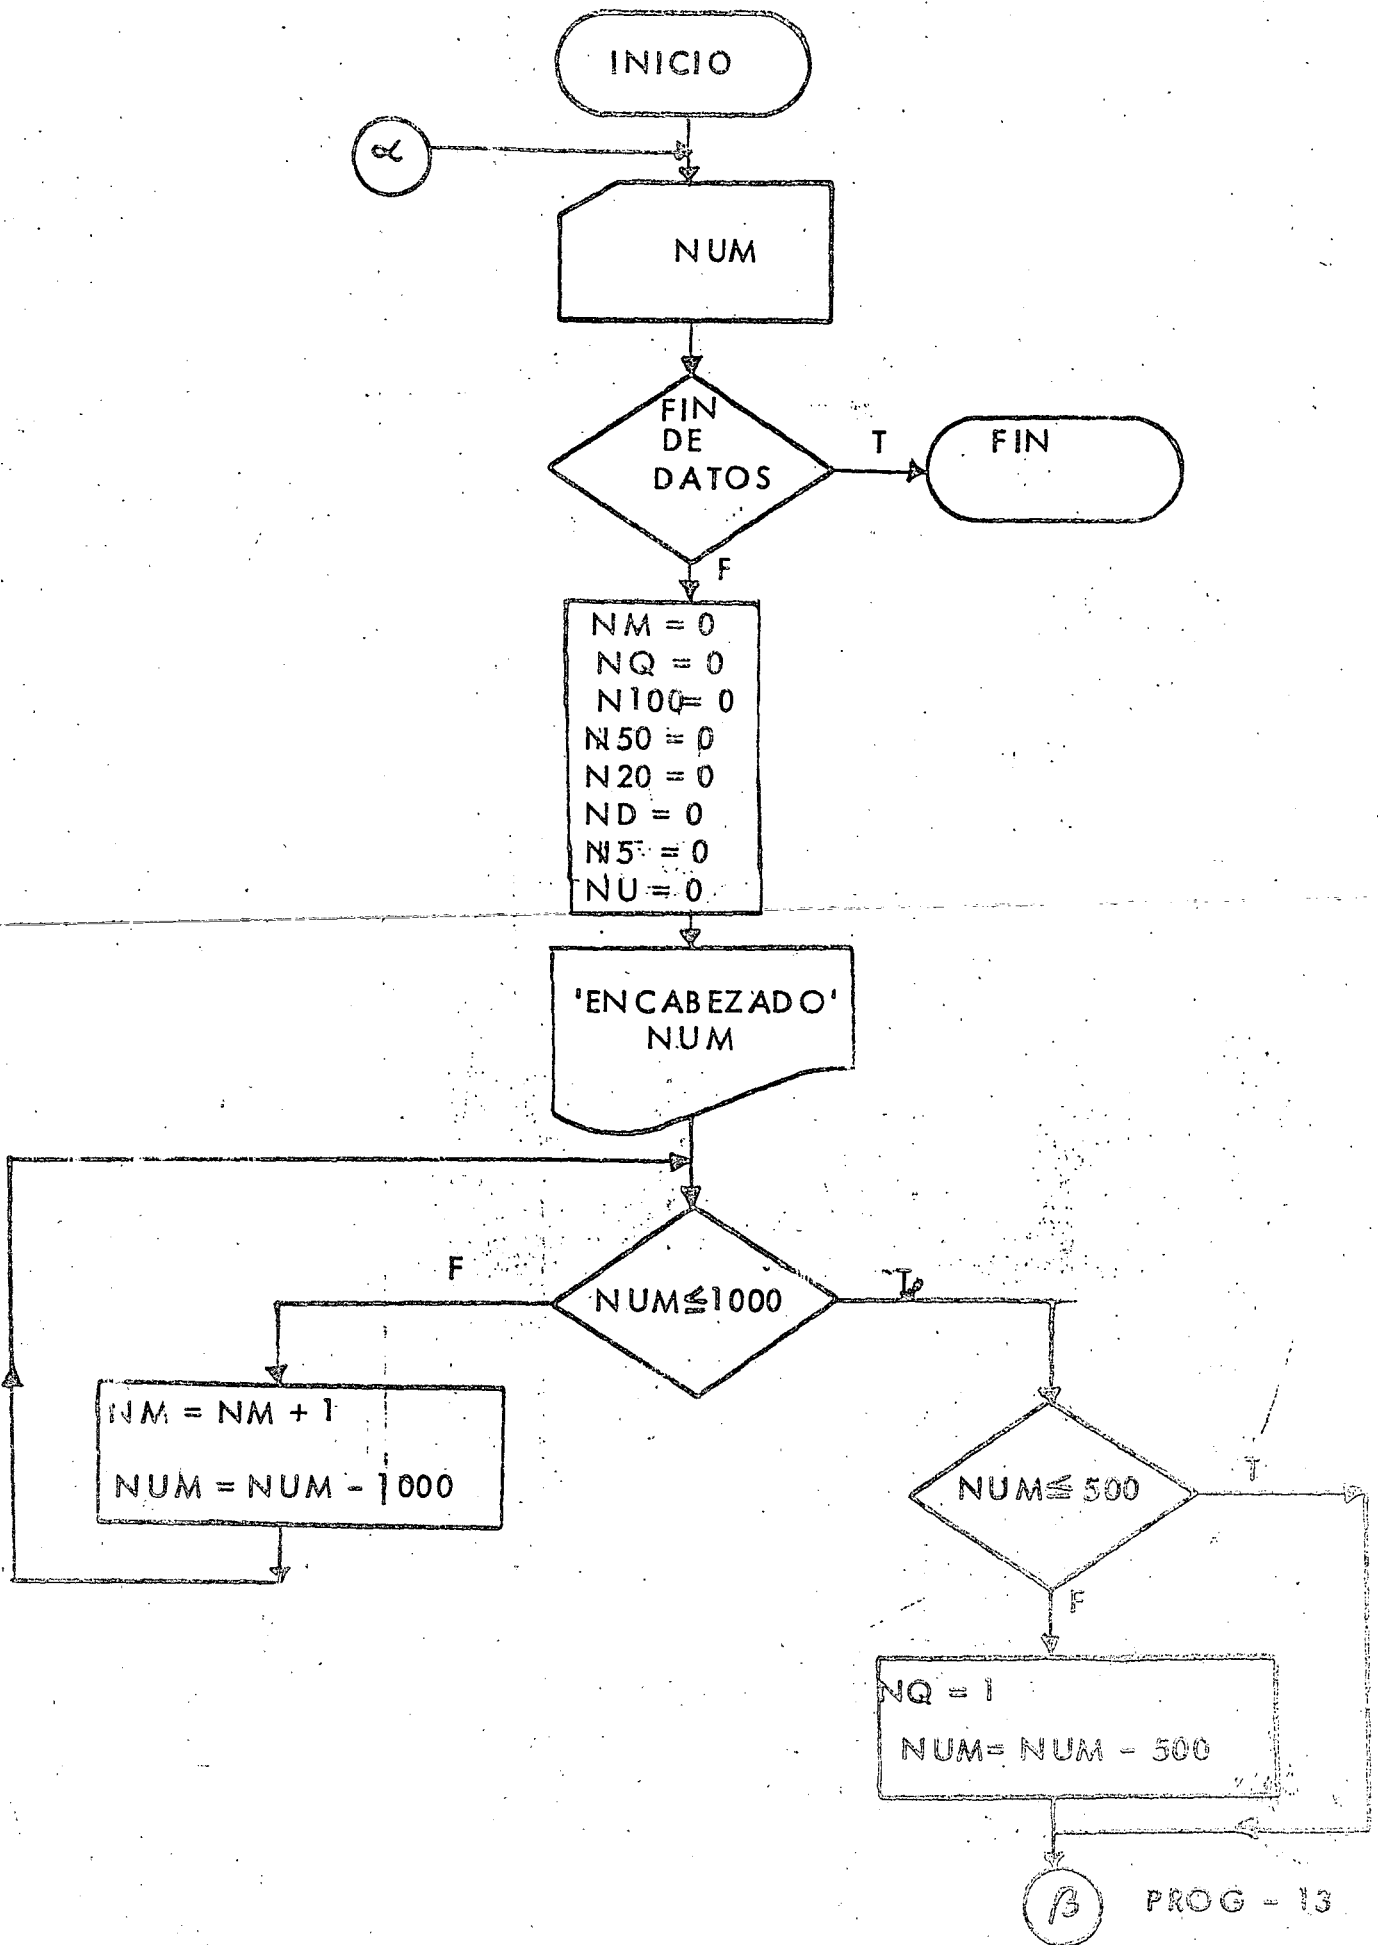 INICIO
α
NUM
FIN
DE
DATOS
T
FIN
F
NM = 0
NQ = 0
N100= 0
N50 = 0
N20 = 0
ND = 0
N5 = 0
NU = 0
'ENCABEZADO'
NUM
F
NUM≦1000
T
NM = NM + 1
NUM = NUM - 1000
NUM≦500
T
F
NQ = 1
NUM= NUM - 500
β
PROG - 13